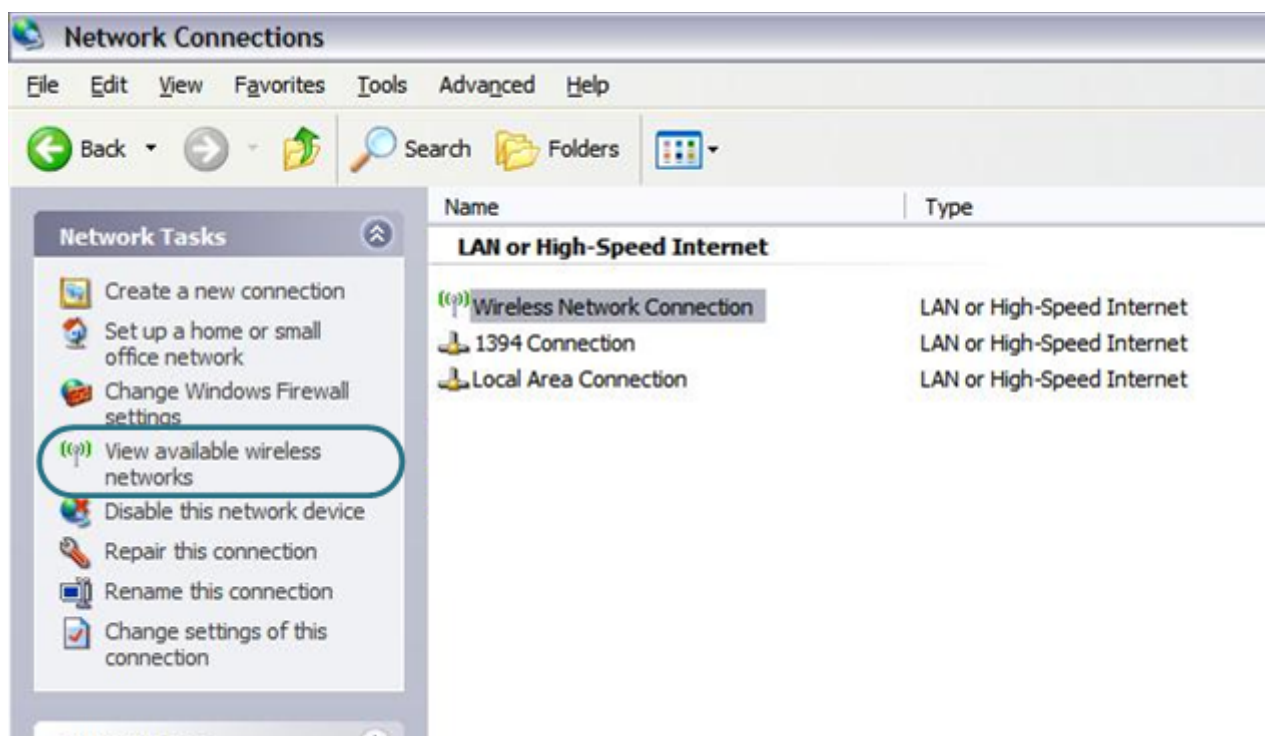 Network Connections
File Edit View Favorites Tools Advanced Help
Back Search Folders
Name Type
Network Tasks
LAN or High-Speed Internet
Create a new connection
Set up a home or small
office network
Change Windows Firewall
settings
View available wireless
networks
Disable this network device
Repair this connection
Rename this connection
Change settings of this
connection
Wireless Network Connection LAN or High-Speed Internet
1394 Connection LAN or High-Speed Internet
Local Area Connection LAN or High-Speed Internet